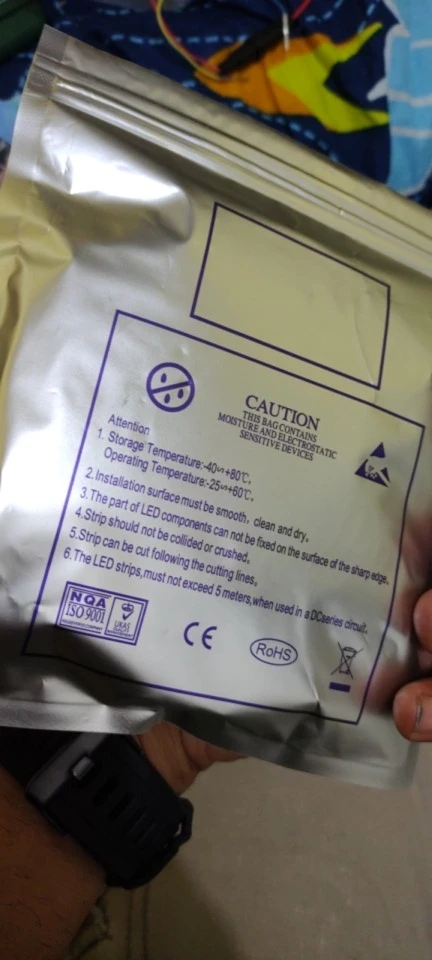 CAUTION
THIS BAG CONTAINS
MOISTURE AND ELECTROSTATIC
SENSITIVE DEVICES
Attention
1. Storage Temperature:-40~+80℃,
Operating Temperature:-25~+60℃,
2.Installation surface must be smooth, clean and dry。
3.The part of LED components can not be fixed on the surface of the sharp edge.
4.Strip should not be collided or crushed。
5.Strip can be cut following the cutting lines。
6.The LED strips,must not exceed 5 meters,when used in a DCseries circuit.
NQA
ISO 9001
UKAS
CE
RoHS